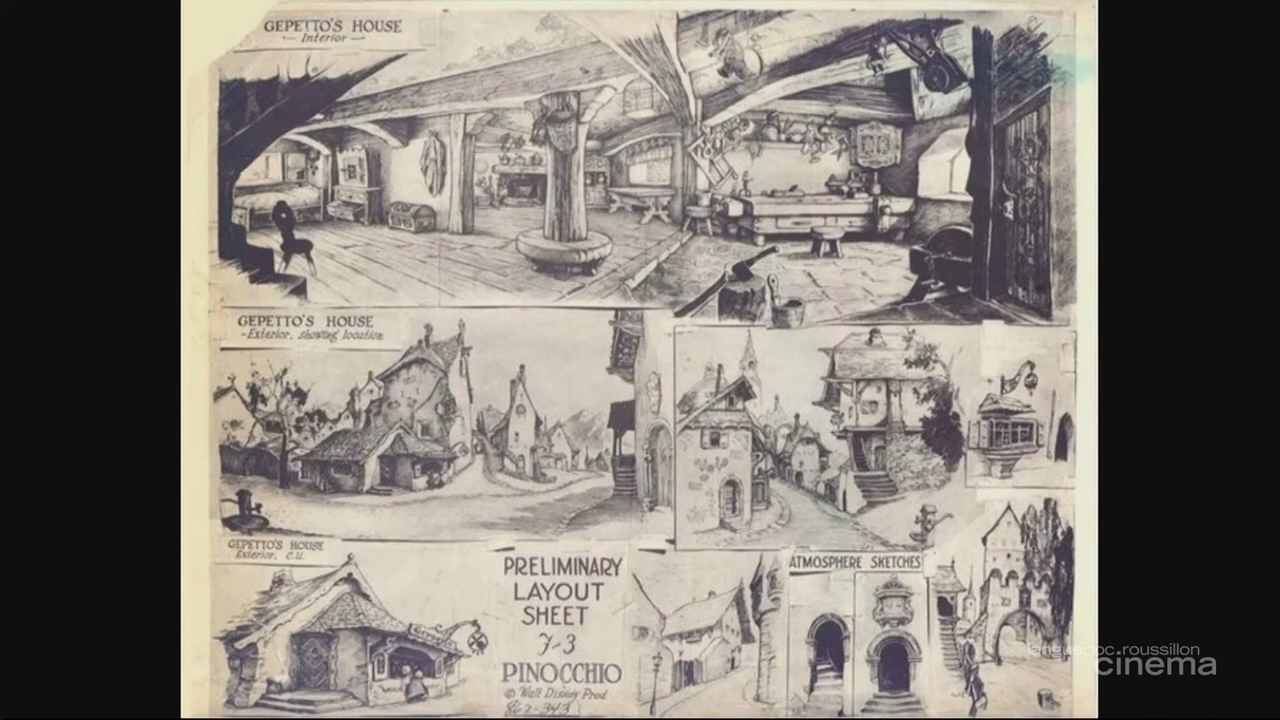 GEPETTO'S HOUSE
Interior
GEPETTO'S HOUSE
-Exterior, showing location
GEPETTO'S HOUSE
Exterior, C.U.
PRELIMINARY
LAYOUT
SHEET
7-3
PINOCCHIO
© Walt Disney Prod
ATMOSPHERE SKETCHES
languedoc.roussillon
cinema